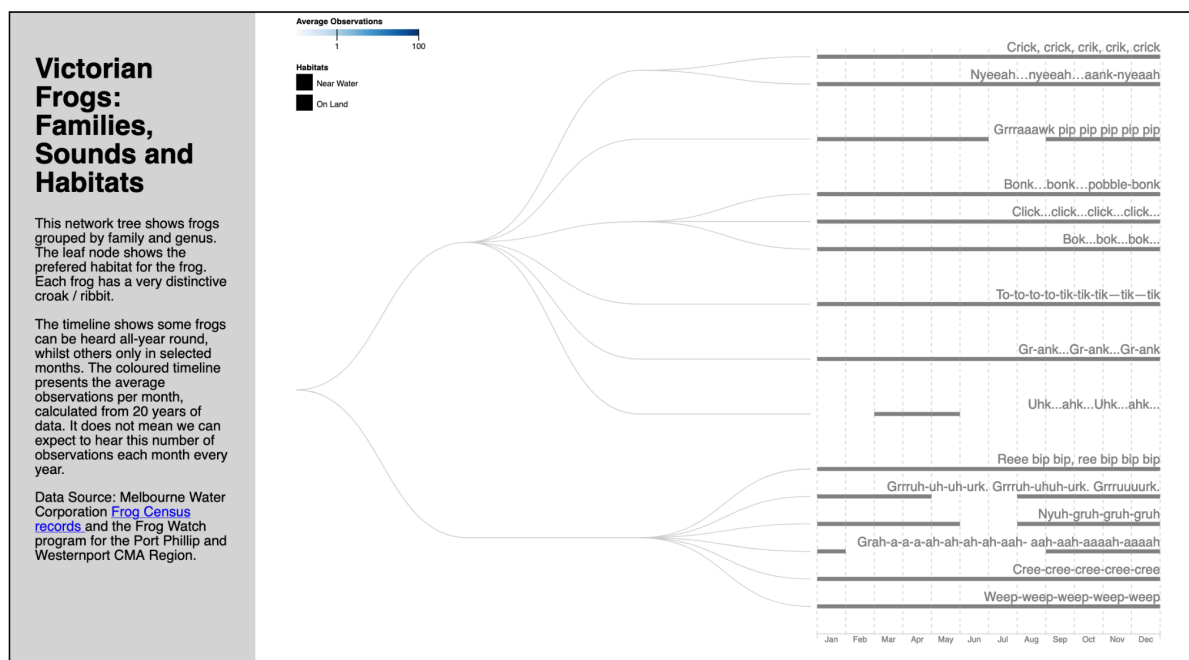 Victorian
Frogs:
Families,
Sounds and
Habitats
This network tree shows frogs
grouped by family and genus.
The leaf node shows the
prefered habitat for the frog.
Each frog has a very distinctive
croak / ribbit.
The timeline shows some frogs
can be heard all-year round,
whilst others only in selected
months. The coloured timeline
presents the average
observations per month,
calculated from 20 years of
data. It does not mean we can
expect to hear this number of
observations each month every
year.
Data Source: Melbourne Water
Corporation Frog Census
records and the Frog Watch
program for the Port Phillip and
Westernport CMA Region.
Average Observations
1 100
Habitats
Near Water
On Land
Crick, crick, crik, crik, crick
Nyeeah...nyeeah...aank-nyeaah
Grrraaawk pip pip pip pip pip
Bonk...bonk...pobble-bonk
Click...click...click...click...
Bok...bok...bok...
To-to-to-to-tik-tik-tik—tik—tik
Gr-ank...Gr-ank...Gr-ank
Uhk...ahk...Uhk...ahk...
Reee bip bip, ree bip bip bip
Grrruh-uh-uh-urk. Grrruh-uhuh-urk. Grrruuuurk.
Nyuh-gruh-gruh-gruh
Grah-a-a-a-ah-ah-ah-ah-aah- aah-aah-aaaah-aaaah
Cree-cree-cree-cree-cree
Weep-weep-weep-weep-weep
Jan Feb Mar Apr May Jun Jul Aug Sep Oct Nov Dec